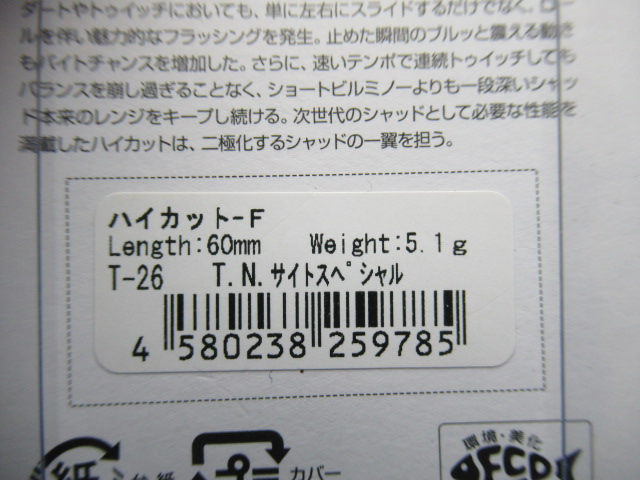 ダートやトゥイッチにおいても、単に左右にスライドするだけでなく。ロー
ルを伴い魅力的なフラッシングを発生。止めた瞬間のブルッと震える動き
もバイトチャンスを増加した。さらに、速いテンポで連続トゥイッチしても
バランスを崩し過ぎることなく、ショートビルミノーよりも一段深いシャッ
ド本来のレンジをキープし続ける。次世代のシャッドとして必要な性能を
満載したハイカットは、二極化するシャッドの一翼を担う。
ハイカット-F
Length:60mm Weight:5.1g
T-26 T.N.サイトスペシャル
4 580238 259785
環境・美化
紙
カバー